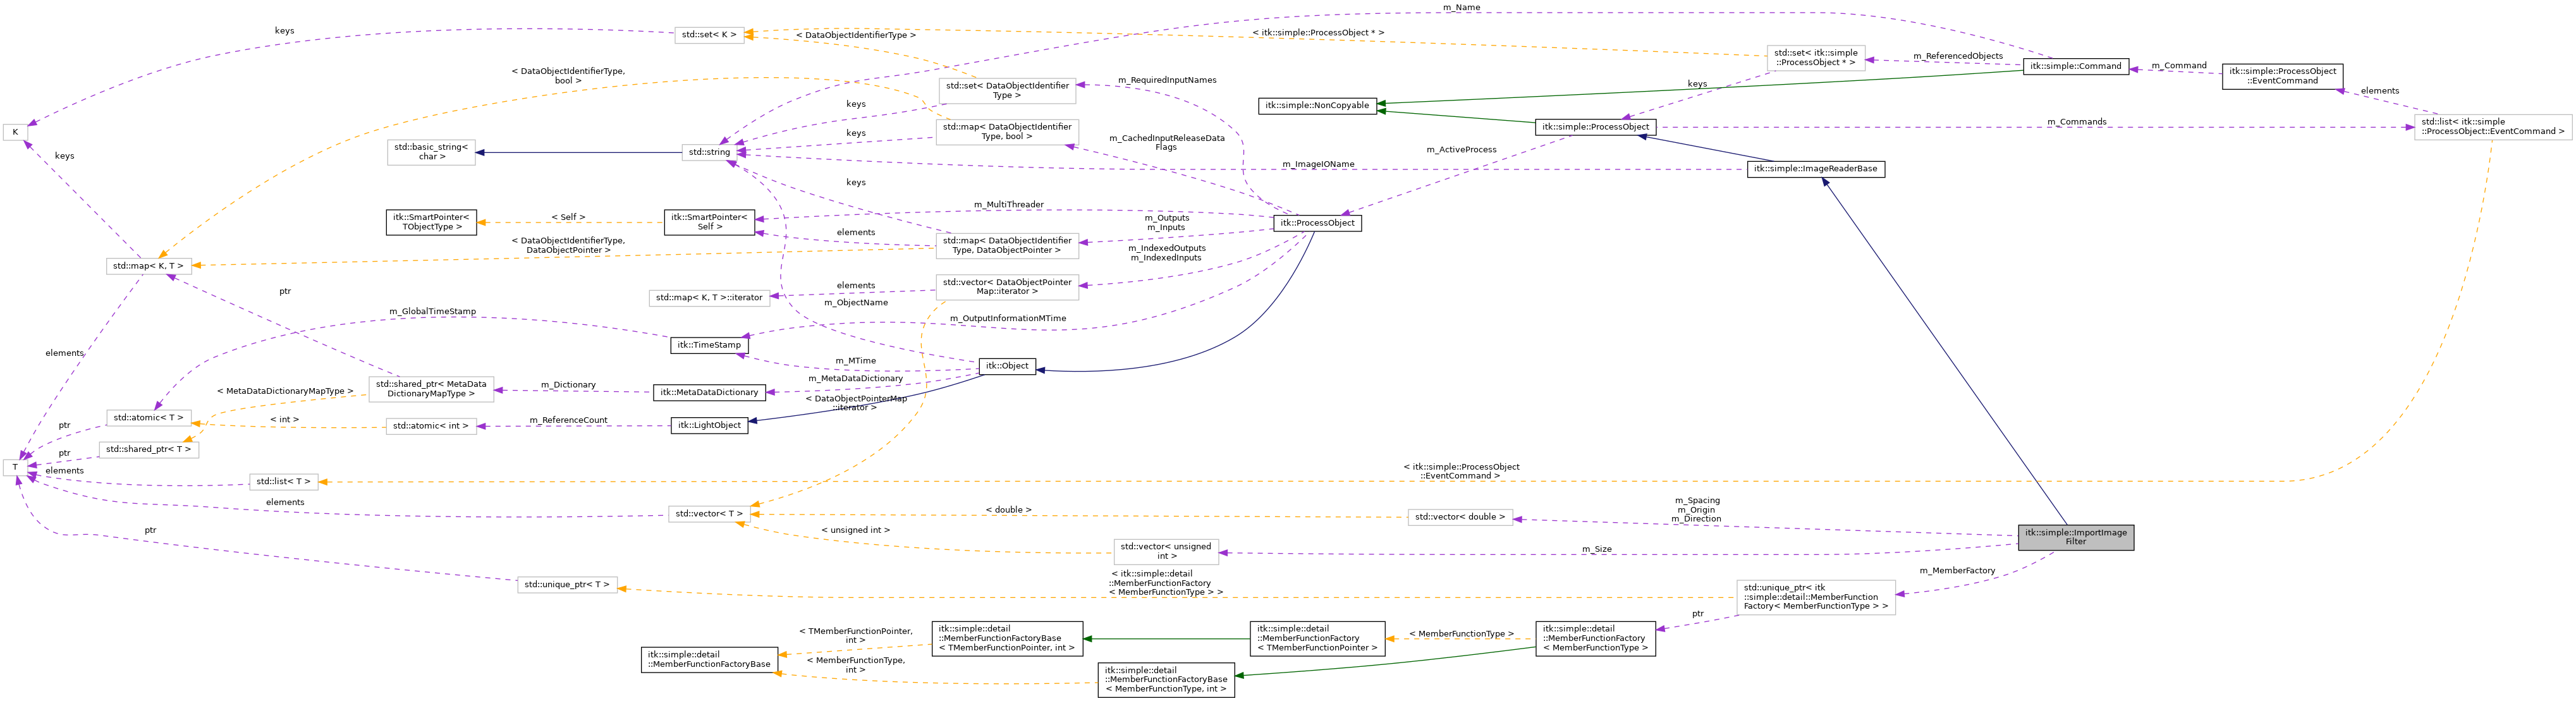 m_Name
keys
std::set< K >
< DataObjectIdentifierType >
< itk::simple::ProcessObject * >
std::set< itk::simple
::ProcessObject * >
m_ReferencedObjects
itk::simple::Command
m_Command
itk::simple::ProcessObject
::EventCommand
< DataObjectIdentifierType,
bool >
m_RequiredInputNames
std::set< DataObjectIdentifier
Type >
keys
keys
elements
itk::simple::NonCopyable
K
std::map< DataObjectIdentifier
Type, bool >
keys
m_CachedInputReleaseData
Flags
itk::simple::ProcessObject
m_Commands
std::list< itk::simple
::ProcessObject::EventCommand >
std::basic_string<
char >
std::string
keys
m_ActiveProcess
m_ImageIOName
itk::simple::ImageReaderBase
keys
itk::SmartPointer<
TObjectType >
< Self >
itk::SmartPointer<
Self >
m_MultiThreader
m_Outputs
m_Inputs
itk::ProcessObject
elements
std::map< DataObjectIdentifier
Type, DataObjectPointer >
< DataObjectIdentifierType,
DataObjectPointer >
m_IndexedOutputs
m_IndexedInputs
std::map< K, T >
ptr
std::map< K, T >::iterator
elements
std::vector< DataObjectPointer
Map::iterator >
m_ObjectName
m_GlobalTimeStamp
m_OutputInformationMTime
itk::TimeStamp
elements
m_MTime
itk::Object
< MetaDataDictionaryMapType >
std::shared_ptr< MetaData
DictionaryMapType >
m_Dictionary
itk::MetaDataDictionary
m_MetaDataDictionary
< DataObjectPointerMap
::iterator >
std::atomic< T >
< int >
std::atomic< int >
m_ReferenceCount
itk::LightObject
ptr
std::shared_ptr< T >
ptr
T
elements
std::list< T >
< itk::simple::ProcessObject
::EventCommand >
elements
std::vector< T >
< double >
std::vector< double >
m_Spacing
m_Origin
m_Direction
itk::simple::ImportImage
Filter
ptr
< unsigned int >
std::vector< unsigned
int >
m_Size
m_MemberFactory
std::unique_ptr< T >
< itk::simple::detail
::MemberFunctionFactory
< MemberFunctionType > >
std::unique_ptr< itk
::simple::detail::MemberFunction
Factory< MemberFunctionType > >
ptr
itk::simple::detail
::MemberFunctionFactoryBase
< TMemberFunctionPointer,
int >
itk::simple::detail
::MemberFunctionFactoryBase
< TMemberFunctionPointer, int >
itk::simple::detail
::MemberFunctionFactory
< TMemberFunctionPointer >
< MemberFunctionType >
itk::simple::detail
::MemberFunctionFactory
< MemberFunctionType >
< MemberFunctionType,
int >
itk::simple::detail
::MemberFunctionFactoryBase
< MemberFunctionType, int >